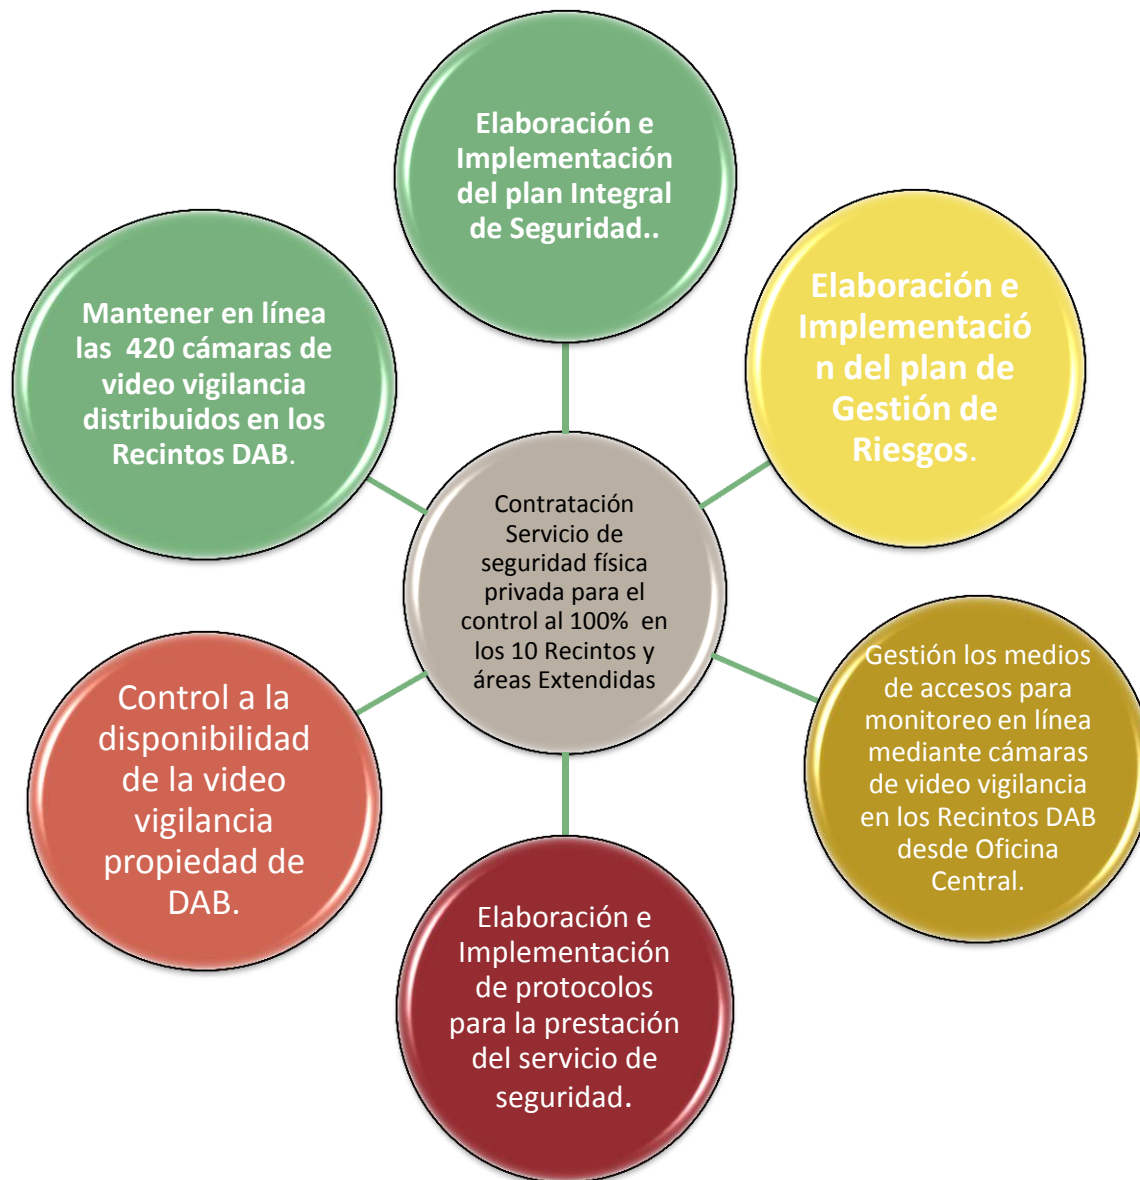 Elaboración e
Implementación
del plan Integral
de Seguridad..
Elaboración e
Implementació
n del plan de
Gestión de
Riesgos.
Mantener en línea
las 420 cámaras de
video vigilancia
distribuidos en los
Recintos DAB.
Contratación
Servicio de
seguridad física
privada para el
control al 100% en
los 10 Recintos y
áreas Extendidas
Gestión los medios
de accesos para
monitoreo en línea
mediante cámaras
de video vigilancia
en los Recintos DAB
desde Oficina
Central.
Control a la
disponibilidad
de la video
vigilancia
propiedad de
DAB.
Elaboración e
Implementación
de protocolos
para la prestación
del servicio de
seguridad.